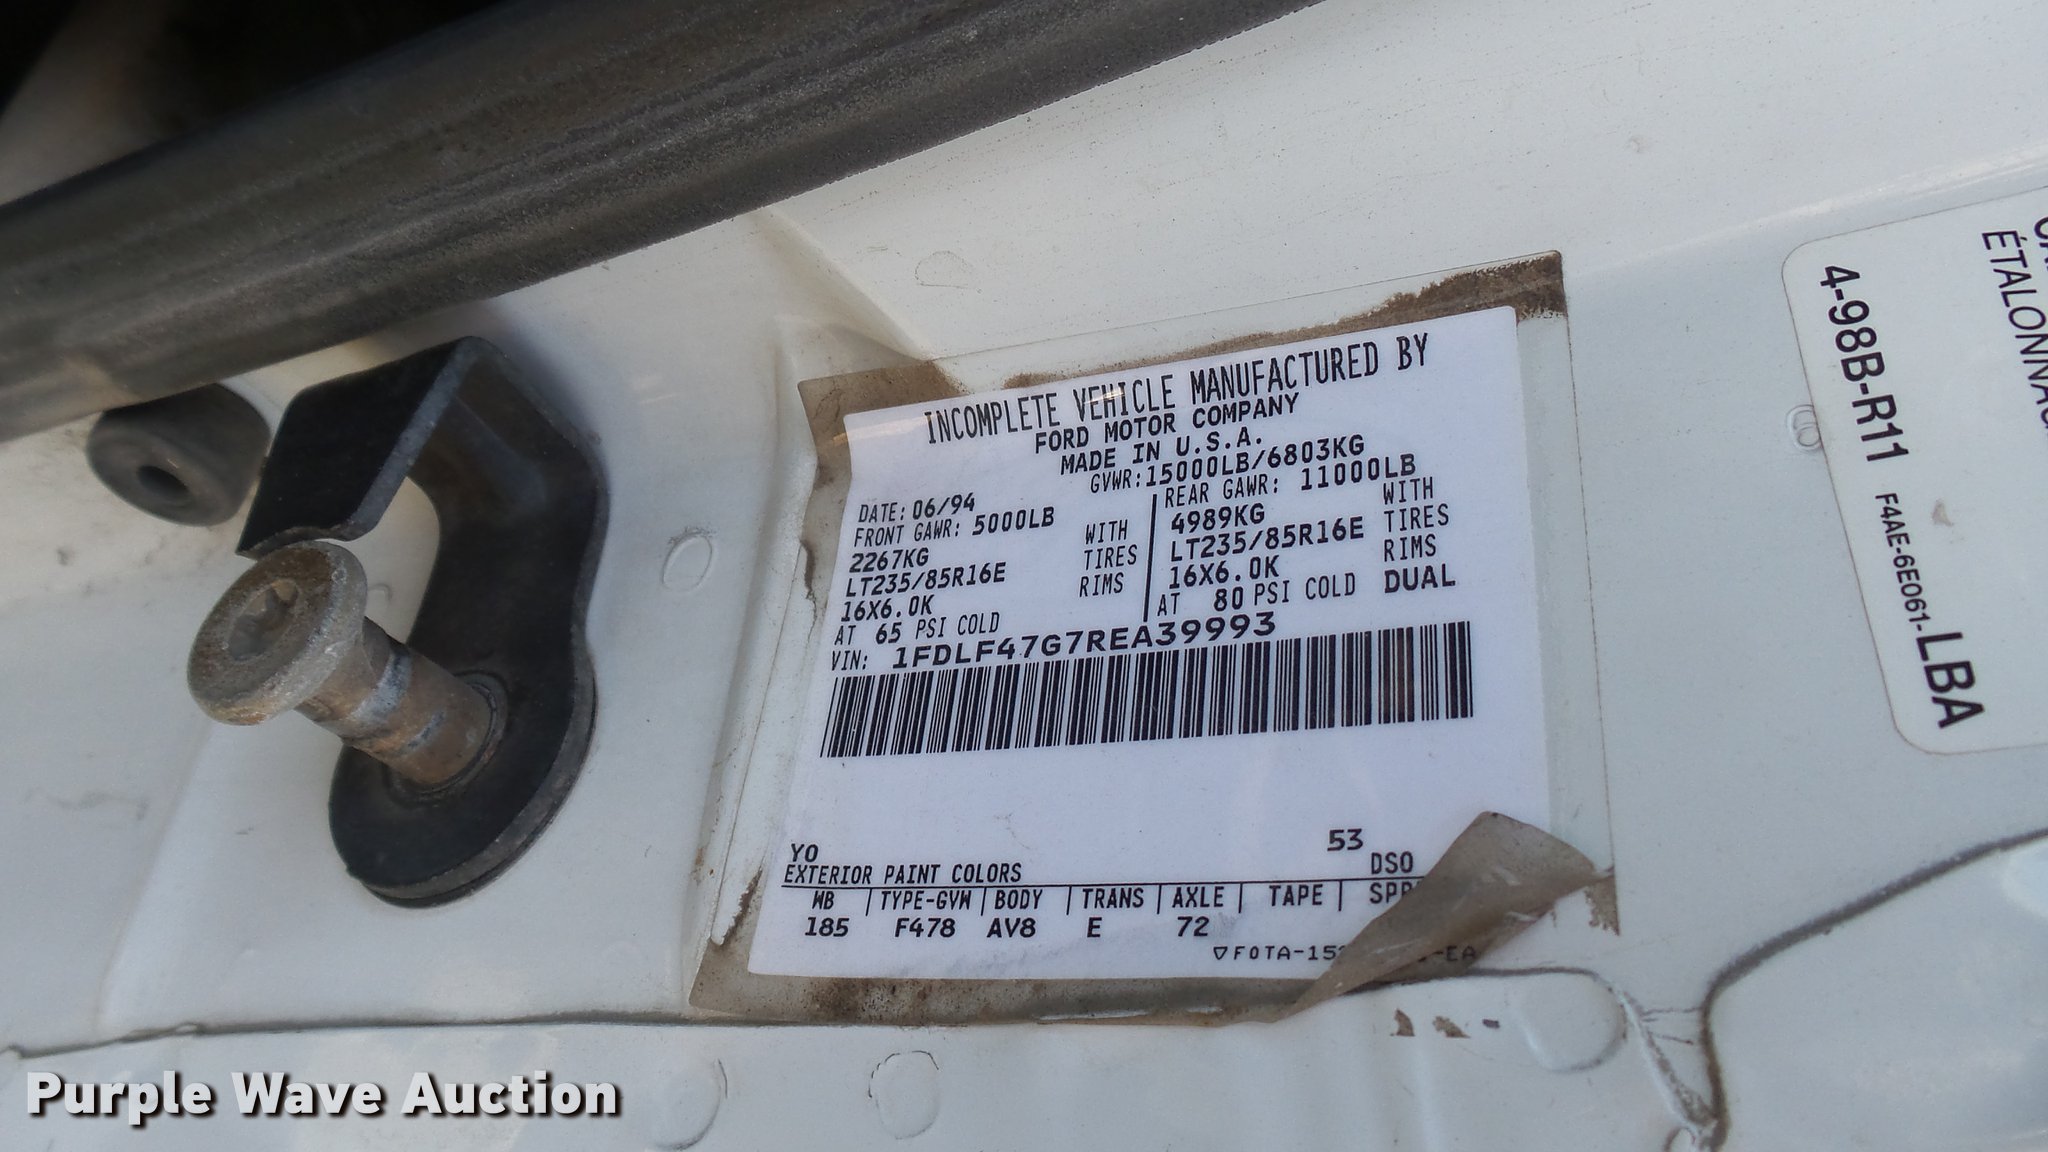 INCOMPLETE VEHICLE MANUFACTURED BY
FORD MOTOR COMPANY
MADE IN U.S.A.
GVWR:15000LB/6803KG
DATE: 06/94
FRONT GAWR: 5000LB
2267KG WITH
LT235/85R16E TIRES
16X6.0K RIMS
AT 65 PSI COLD
REAR GAWR: 11000LB
4989KG WITH
LT235/85R16E TIRES
16X6.0K RIMS
AT 80 PSI COLD DUAL
VIN: 1FDLF47G7REA39993
YO 53
EXTERIOR PAINT COLORS DSO
WB TYPE-GVW BODY TRANS AXLE TAPE
185 F478 AV8 E 72
4-98B-R11 F4AE-6E061-LBA
Purple Wave Auction